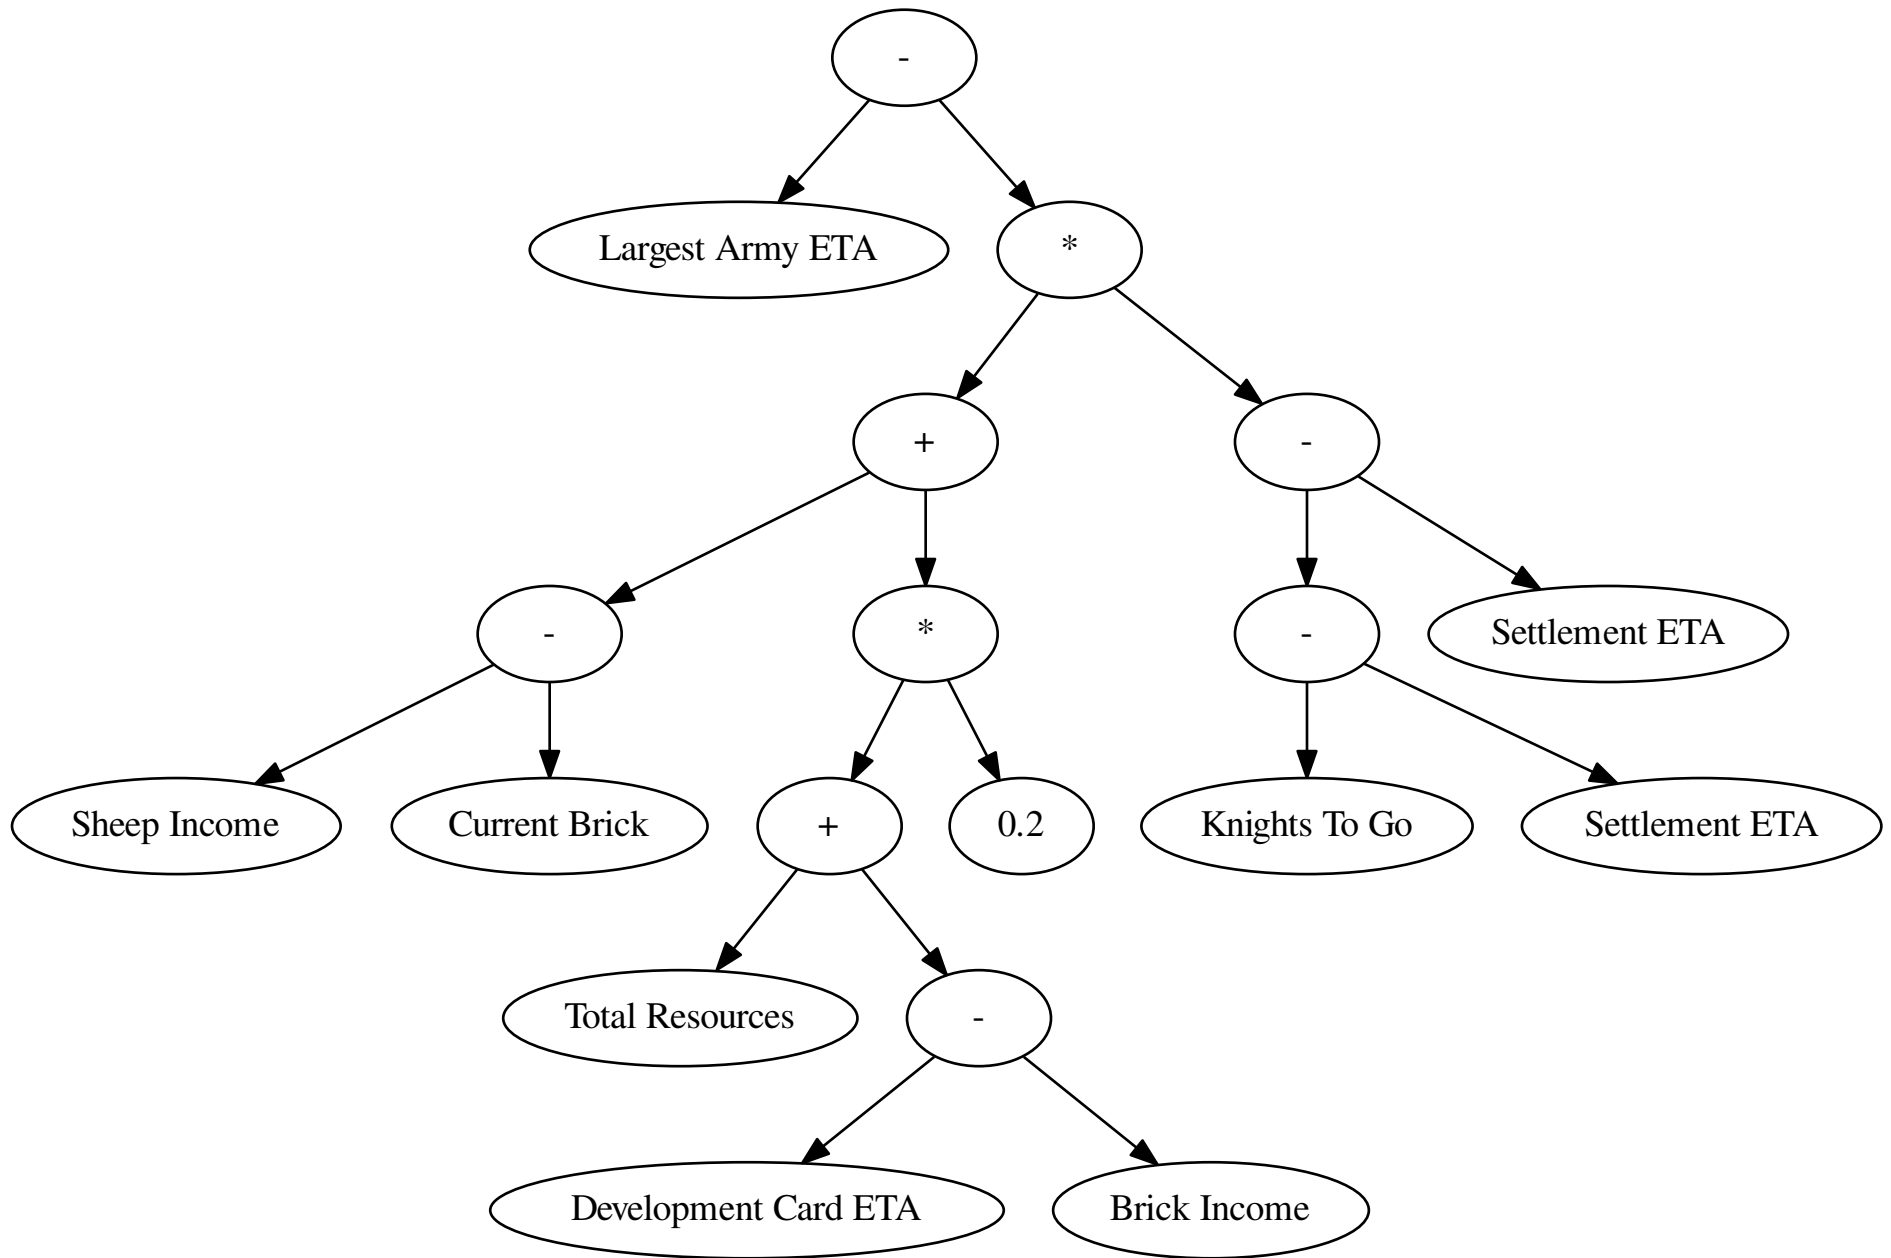 -
Largest Army ETA
*
+
-
-
*
-
Settlement ETA
Sheep Income
Current Brick
+
0.2
Knights To Go
Settlement ETA
Total Resources
-
Development Card ETA
Brick Income